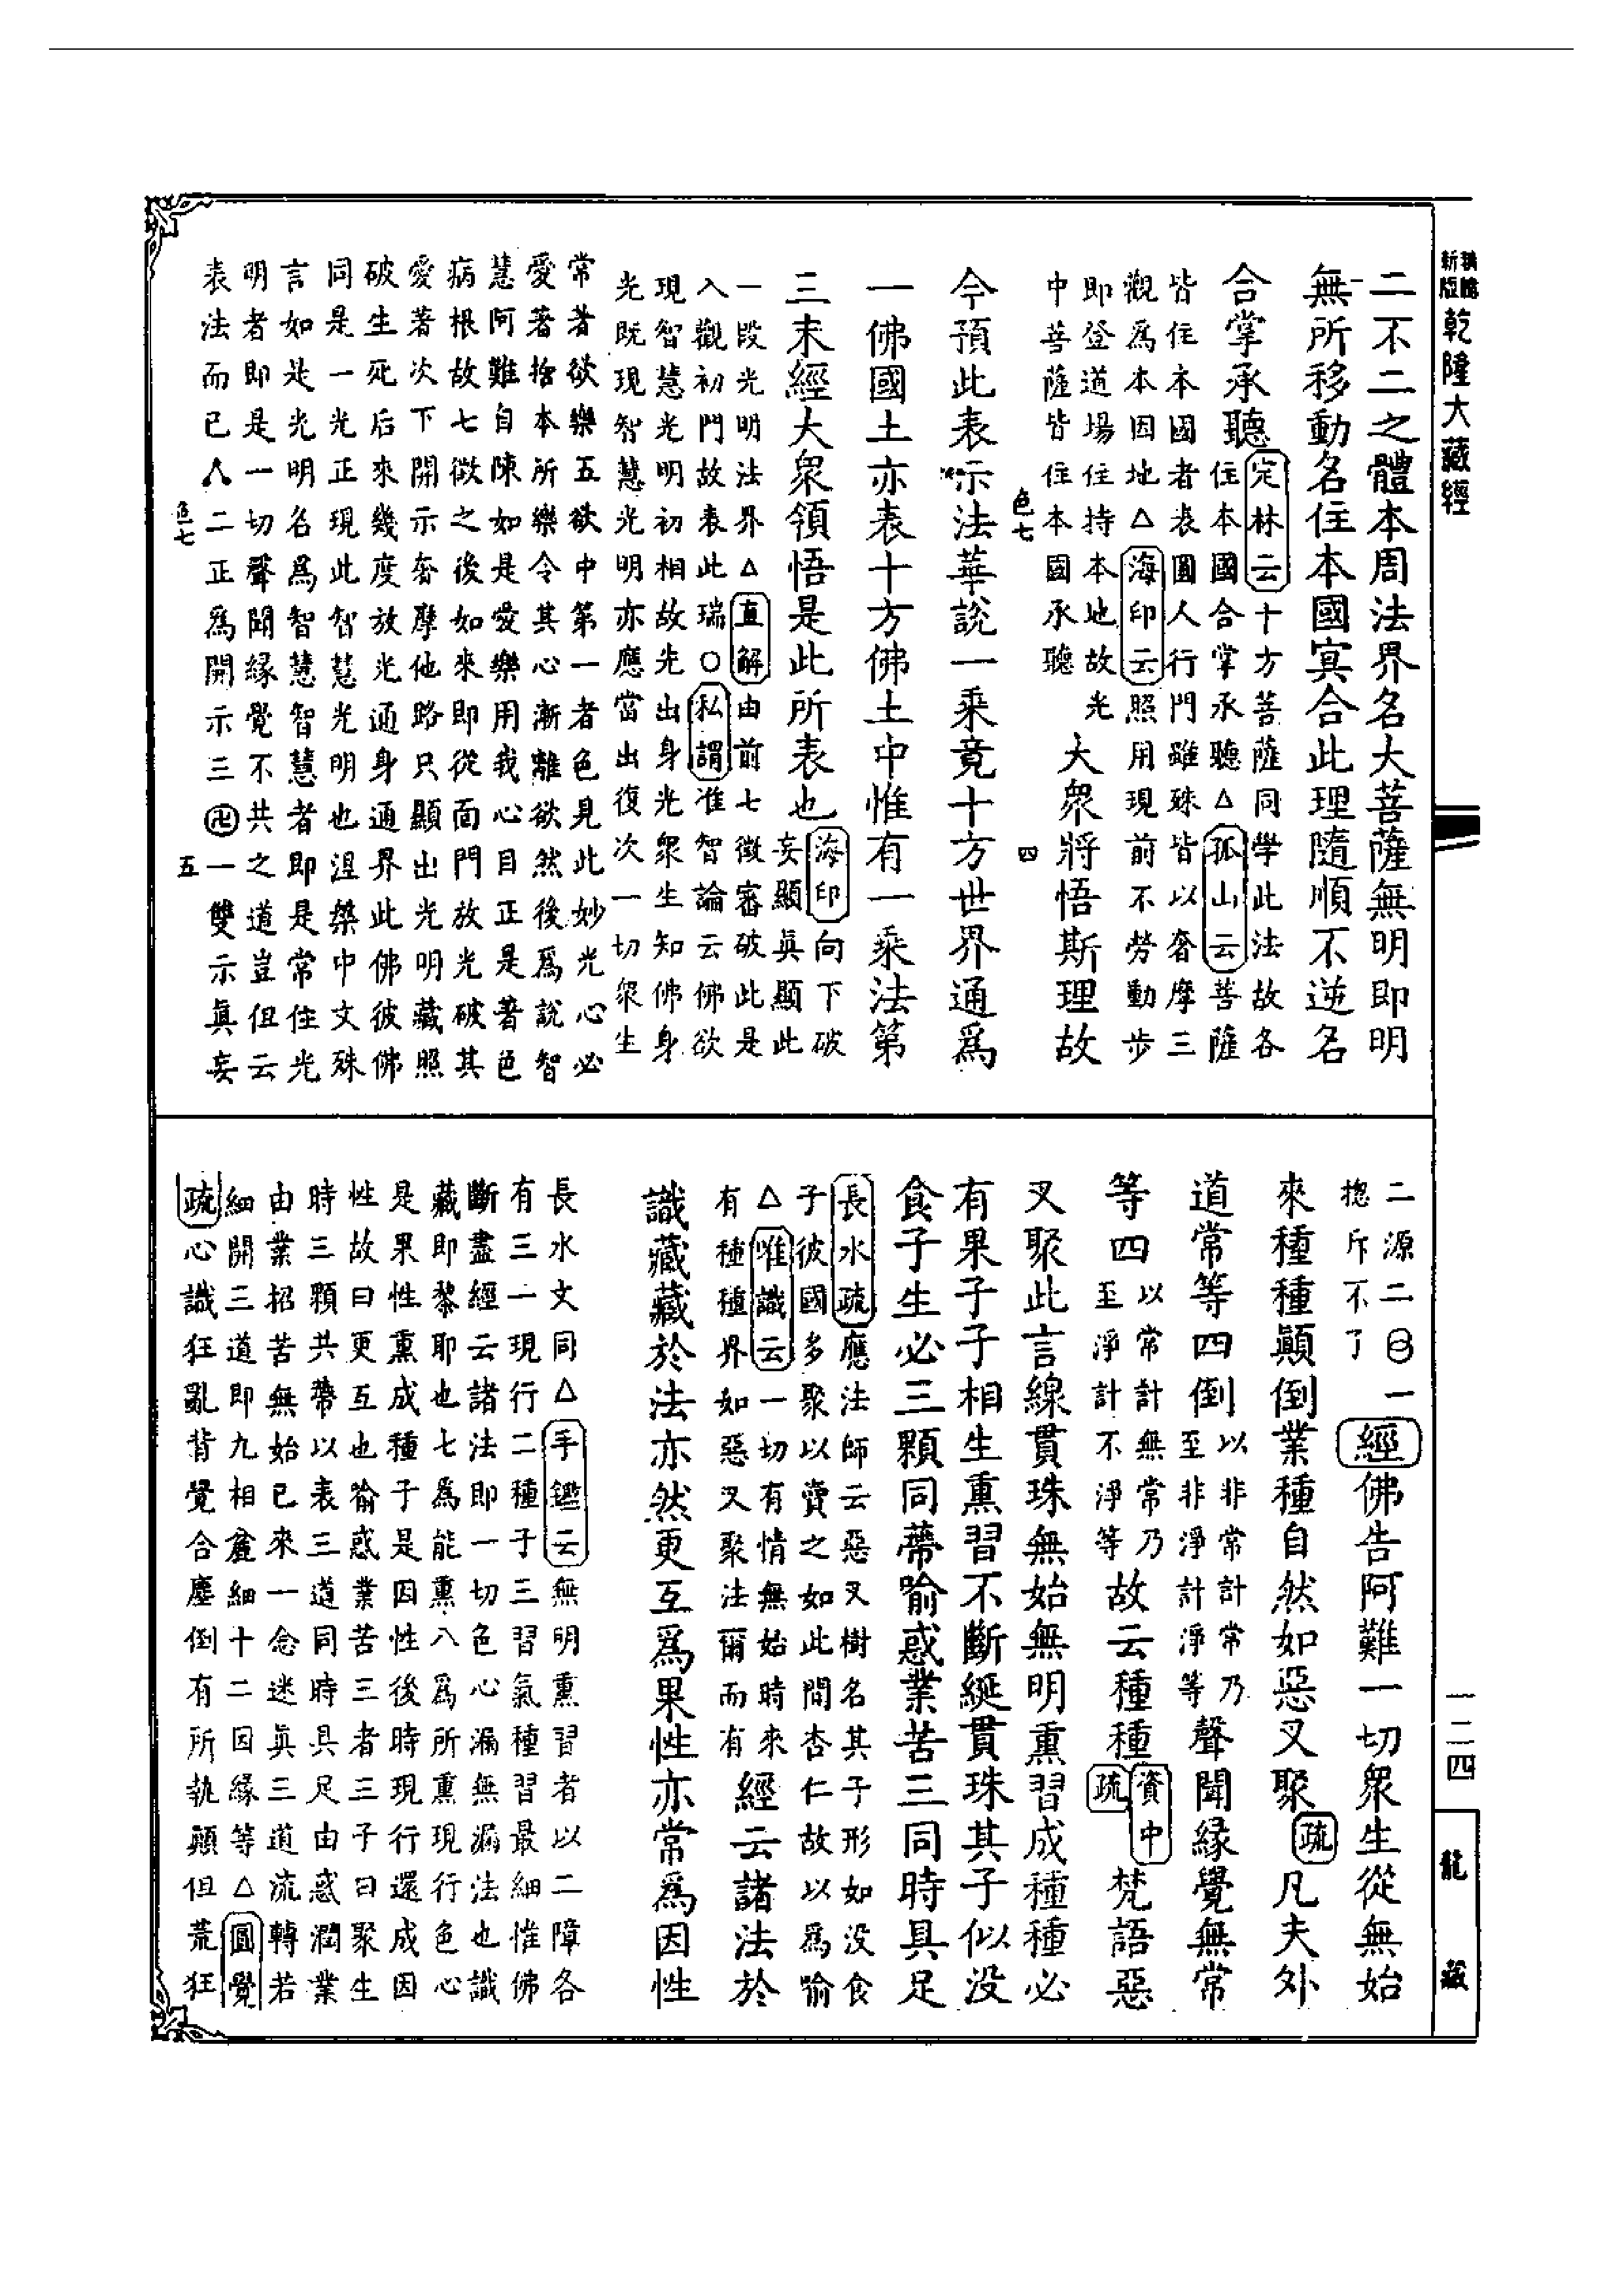 乾隆大藏經
新版
二不二之體本周法界名大菩薩無明即明
無所移動名住本國冥合此理隨順不逆名
合掌承聽
定林云十方菩薩同學此法故各
住本國合掌承聽△孤山云菩薩
皆住本國者表圓人行門雖殊皆以奢摩三
觀爲本因地△海印云照用現前不勞動步
即登道場住持本地故光
中菩薩皆住本國承聽
大衆將悟斯理故
色七
四
今預此表示法華說一乘竟十方世界通爲
一佛國土亦表十方佛土中惟有一乘法第
三末經大衆領悟是此所表也
海印向下破
妄顯眞顯此
一段光明法界△直解由前七徵審破此是
入觀初門故表此瑞○私謂准智論云佛欲
現智慧光明初相故先出身光衆生知佛身
光既現智慧光明亦應當出復次一切衆生
常著欲樂五欲中第一者色見此妙光心必
愛著捨本所樂令其心漸離欲然後爲說智
慧阿難自陳如是愛樂用我心目正是著色
病根故七徵之後如來即從面門放光破其
愛著次下開示奢摩他路只顯出光明藏照
破生死后來幾度放光通身通界此佛彼佛
同是一光正現此智慧光明也涅槃中文殊
言如是光明名爲智慧智慧者即是常住光
明者即是一切聲聞緣覺不共之道豈但云
表法而已人二正爲開示三卍一雙示眞妄
色七
五
二源二㊀一
揔斥不了
經佛告阿難一切衆生從無始
來種種顚倒業種自然如惡叉聚
疏凡夫外
道常等四倒
以非常計常乃
至非淨計淨等
聲聞緣覺無常
等四
以常計無常乃
至淨計不淨等
故云種種
資中
疏
梵語惡
叉聚此言線貫珠無始無明熏習成種種必
有果子子相生熏習不斷綖貫珠其子似没
食子生必三顆同蔕喻惑業苦三同時具足
長水疏應法師云惡叉樹名其子形如没食
子彼國多聚以賣之如此間杏仁故以爲喻
△唯識云一切有情無始時來
有種種界如惡叉聚法爾而有
經云諸法於
識藏藏於法亦然更互爲果性亦常爲因性
長水文同△手鑑云無明熏習者以二障各
有三一現行二種子三習氣種習最細惟佛
斷盡經云諸法即一切色心漏無漏法也識
藏即黎耶也七爲能熏八爲所熏現行色心
是果性熏成種子是因性後時現行還成因
性故曰更互也喻惑業苦三者三子曰聚生
時三顆共蔕以表三道同時具足由惑潤業
由業招苦無始已來一念迷眞三道流轉若
細開三道即九相麄細十二因緣等△圓覺
疏心識狂亂背覺合塵倒有所執顚但荒狂
一二四
龍藏